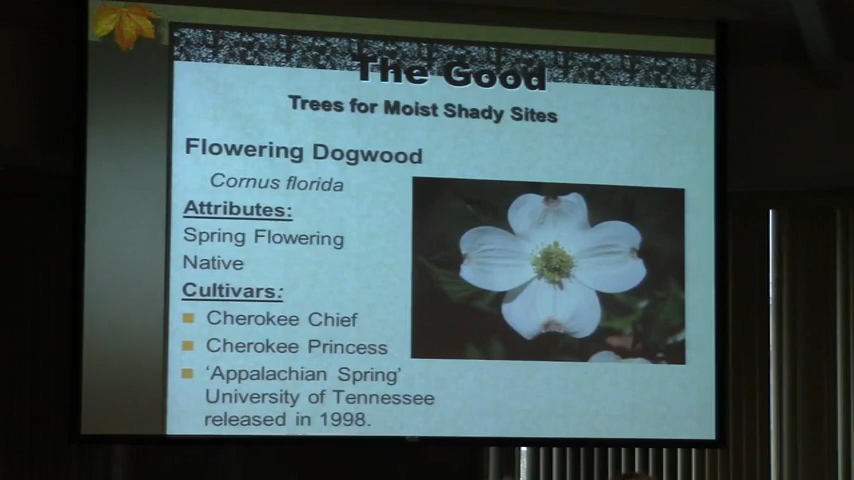 The Good
Trees for Moist Shady Sites
Flowering Dogwood
Cornus florida
Attributes:
Spring Flowering
Native
Cultivars:
Cherokee Chief
Cherokee Princess
‘Appalachian Spring’
University of Tennessee
released in 1998.